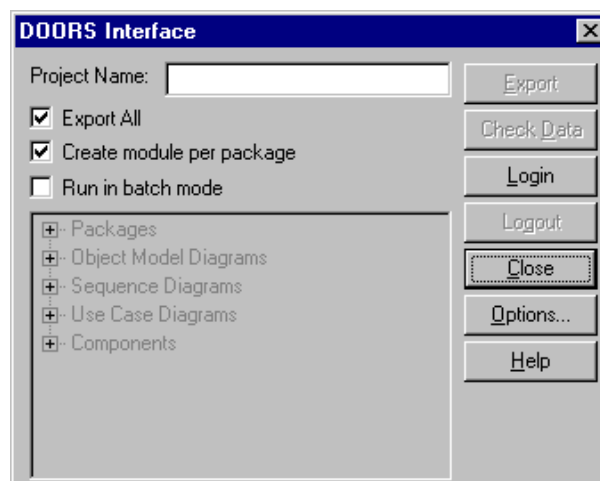 DOORS Interface
Project Name:
Export All
Create module per package
Run in batch mode
Packages
Object Model Diagrams
Sequence Diagrams
Use Case Diagrams
Components
Export
Check Data
Login
Logout
Close
Options...
Help